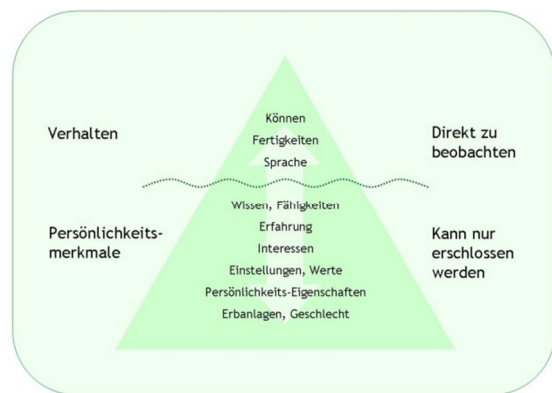 Können
Verhalten
Fertigkeiten
Direkt zu
beobachten
Sprache
Wissen, Fähigkeiten
Persönlichkeits-
merkmale
Erfahrung
Interessen
Einstellungen, Werte
Persönlichkeits-Eigenschaften
Erbanlagen, Geschlecht
Kann nur
erschlossen
werden